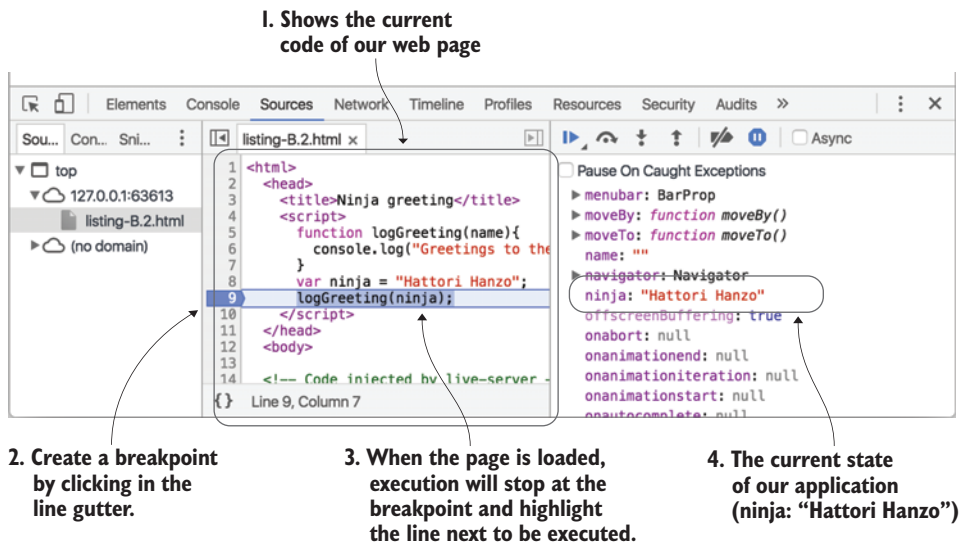 1. Shows the current
code of our web page
Elements Console Sources Network Timeline Profiles Resources Security Audits »
Sou... Con... Sni...
listing-B.2.html ×
Async
top
127.0.0.1:63613
listing-B.2.html
(no domain)
1 <html>
2 <head>
3 <title>Ninja greeting</title>
4 <script>
5 function logGreeting(name){
6 console.log("Greetings to the
7 }
8 var ninja = "Hattori Hanzo";
9 logGreeting(ninja);
10 </script>
11 </head>
12 <body>
13
14 <!-- Code injected by live-server -
{} Line 9, Column 7
Pause On Caught Exceptions
menubar: BarProp
moveBy: function moveBy()
moveTo: function moveTo()
name: ""
navigator: Navigator
ninja: "Hattori Hanzo"
offscreenBuffering: true
onabort: null
onanimationend: null
onanimationiteration: null
onanimationstart: null
onautocomplete: null
2. Create a breakpoint
by clicking in the
line gutter.
3. When the page is loaded,
execution will stop at the
breakpoint and highlight
the line next to be executed.
4. The current state
of our application
(ninja: “Hattori Hanzo”)